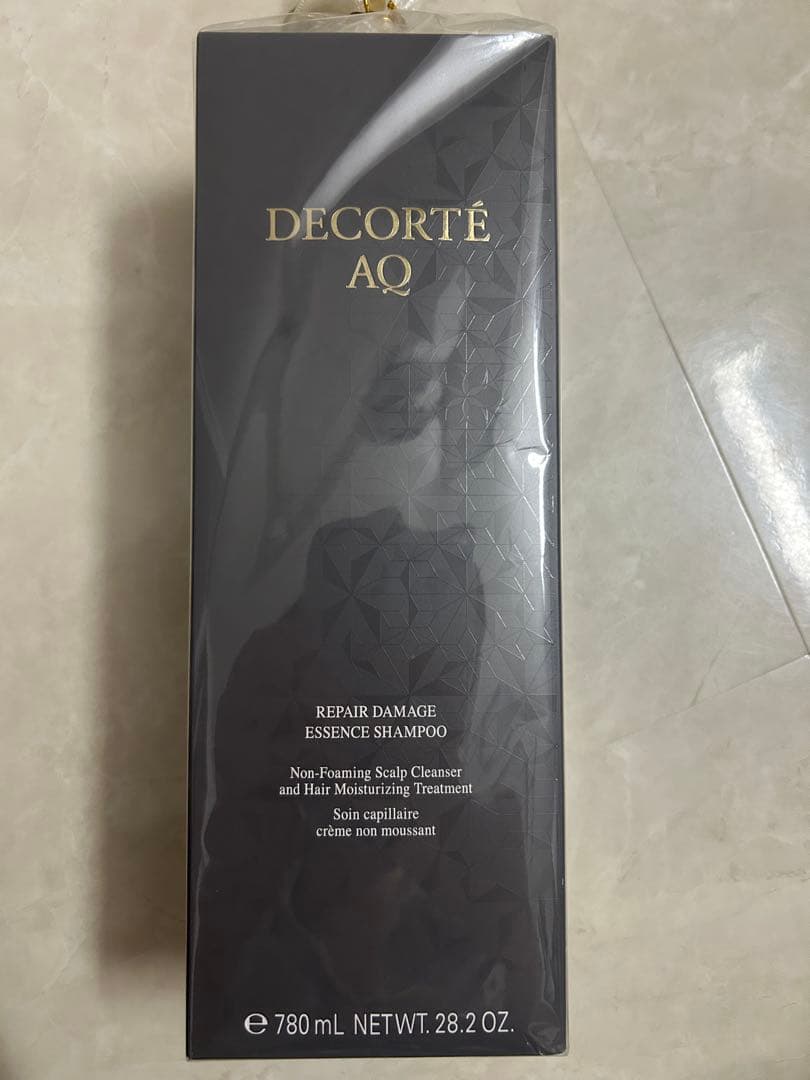 DECORTÉ
AQ
REPAIR DAMAGE
ESSENCE SHAMPOO
Non-Foaming Scalp Cleanser
and Hair Moisturizing Treatment
Soin capillaire
crème non moussant
℮ 780 mL NETWT. 28.2 OZ.